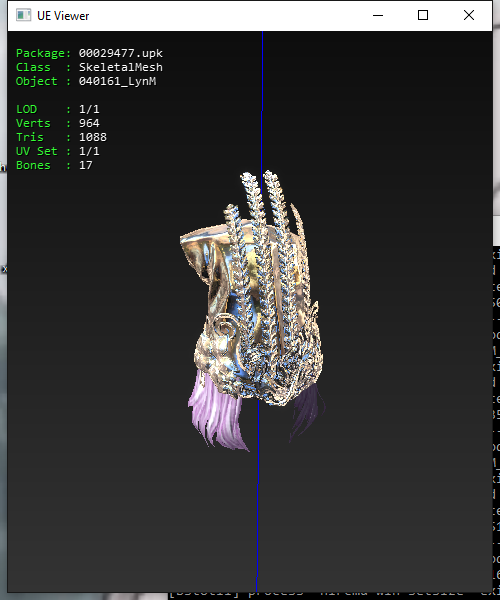 UE Viewer
Package: 00029477.upk
Class : SkeletalMesh
Object : 040161_LynM
LOD : 1/1
Verts : 964
Tris : 1088
UV Set : 1/1
Bones : 17